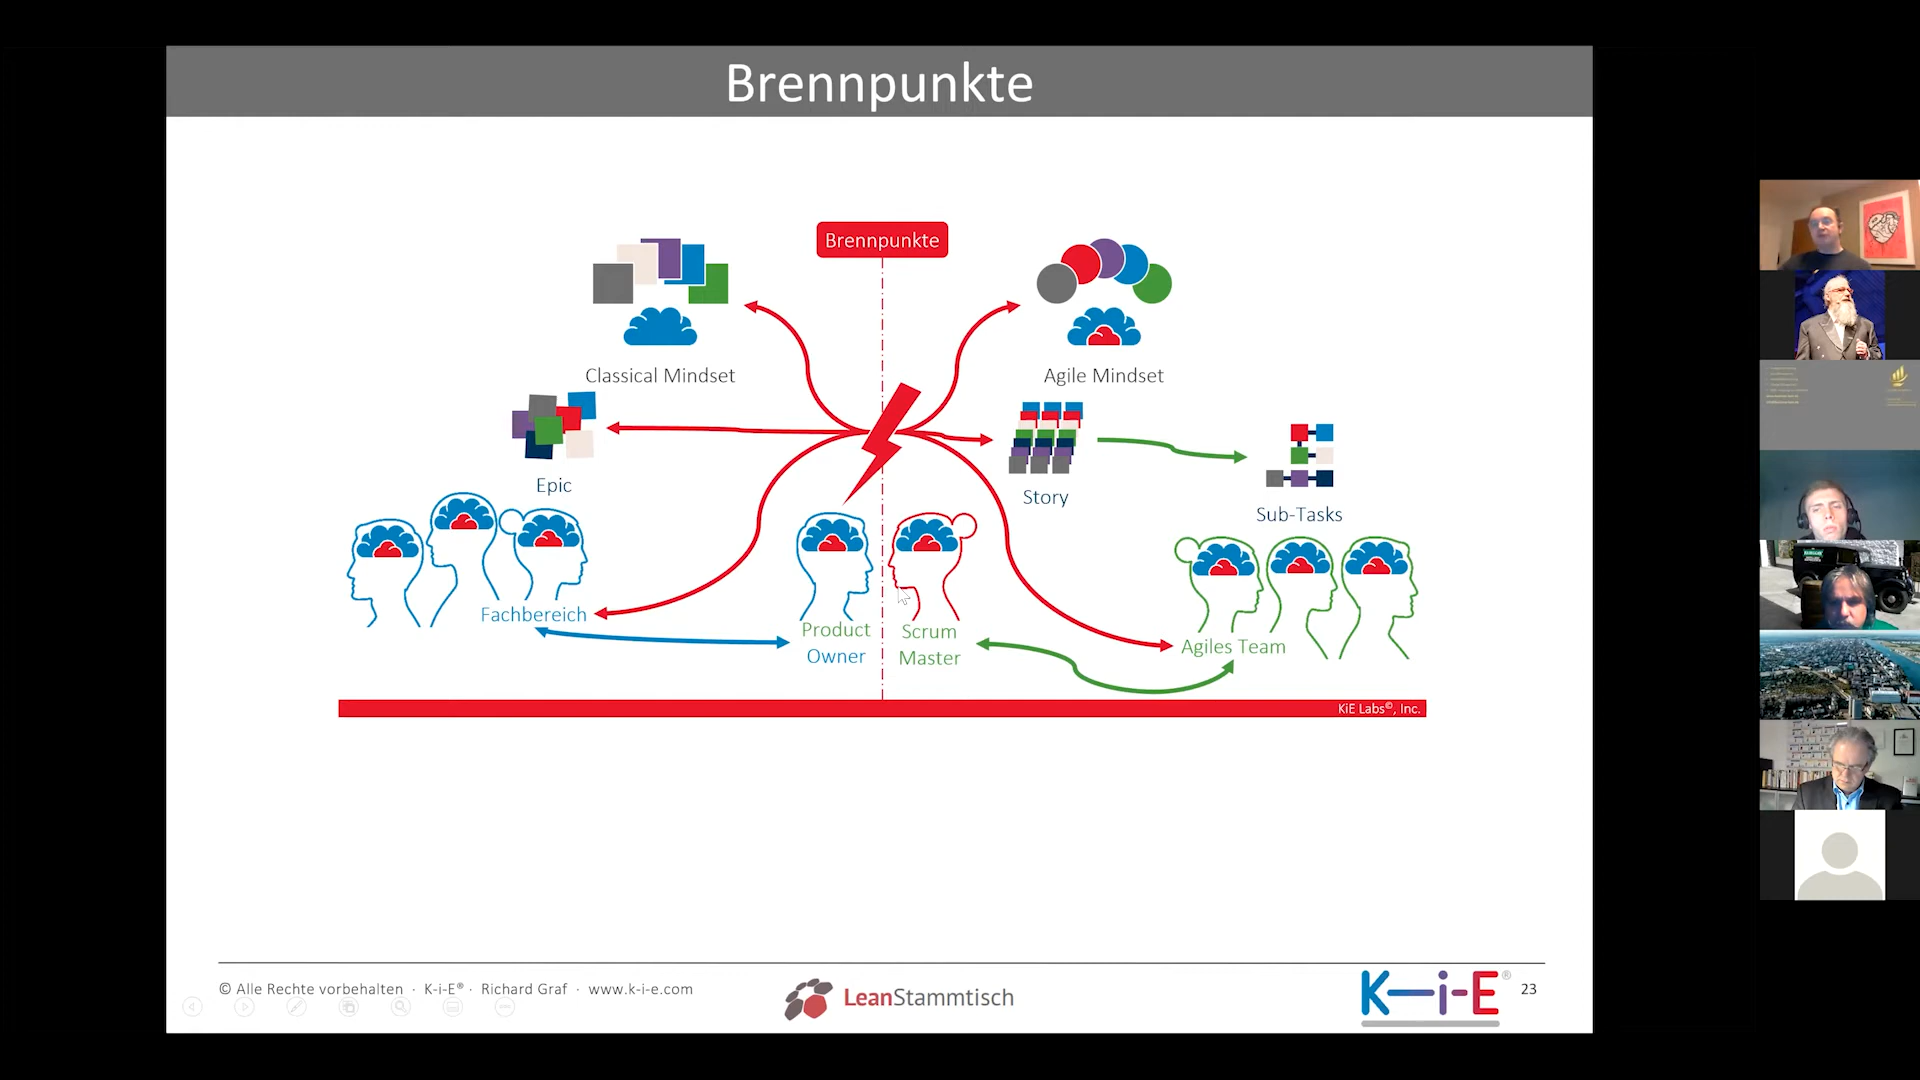 Brennpunkte
Brennpunkte
Classical Mindset
Agile Mindset
Epic
Story
Sub-Tasks
Fachbereich
Product
Owner
Scrum
Master
Agiles Team
KiE Labs©, Inc.
© Alle Rechte vorbehalten · K-i-E® · Richard Graf · www.k-i-e.com
LeanStammtisch
K-i-E®
23